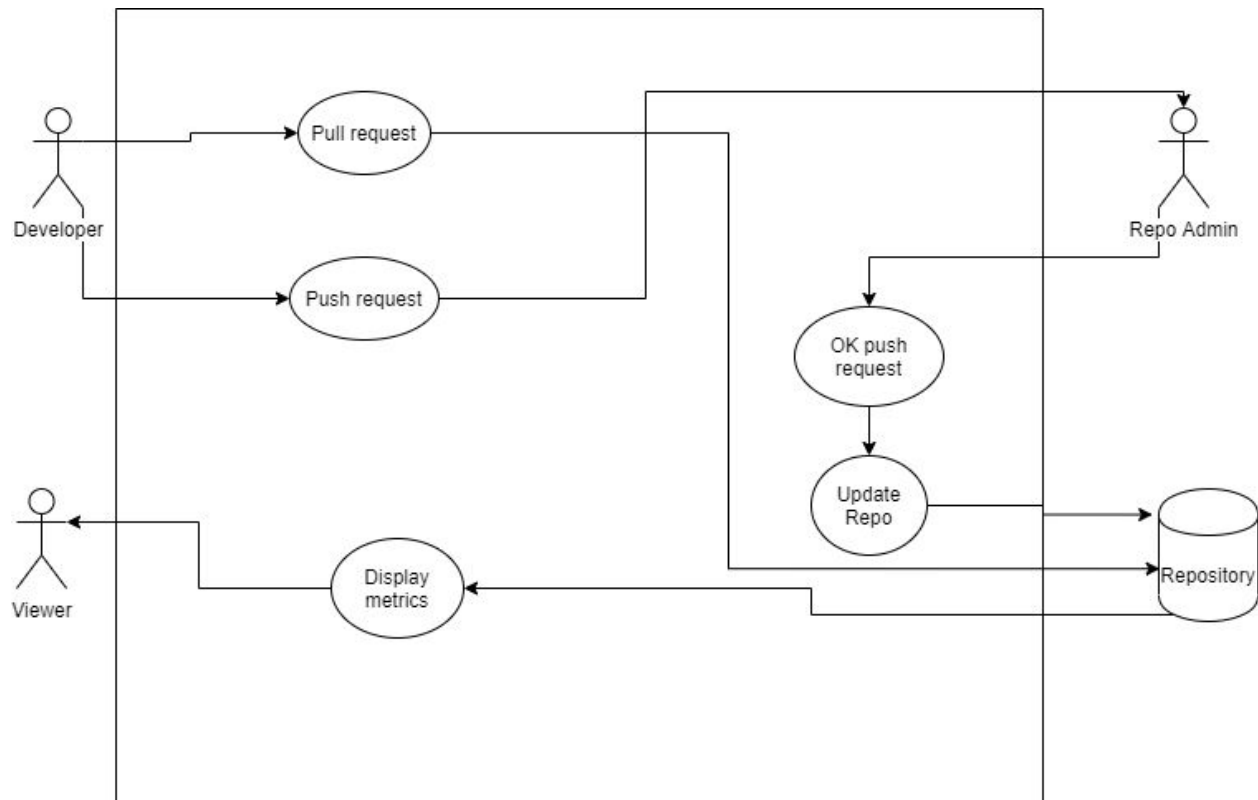 Pull request
Developer
Repo Admin
Push request
OK push
request
Update
Repo
Repository
Display
metrics
Viewer